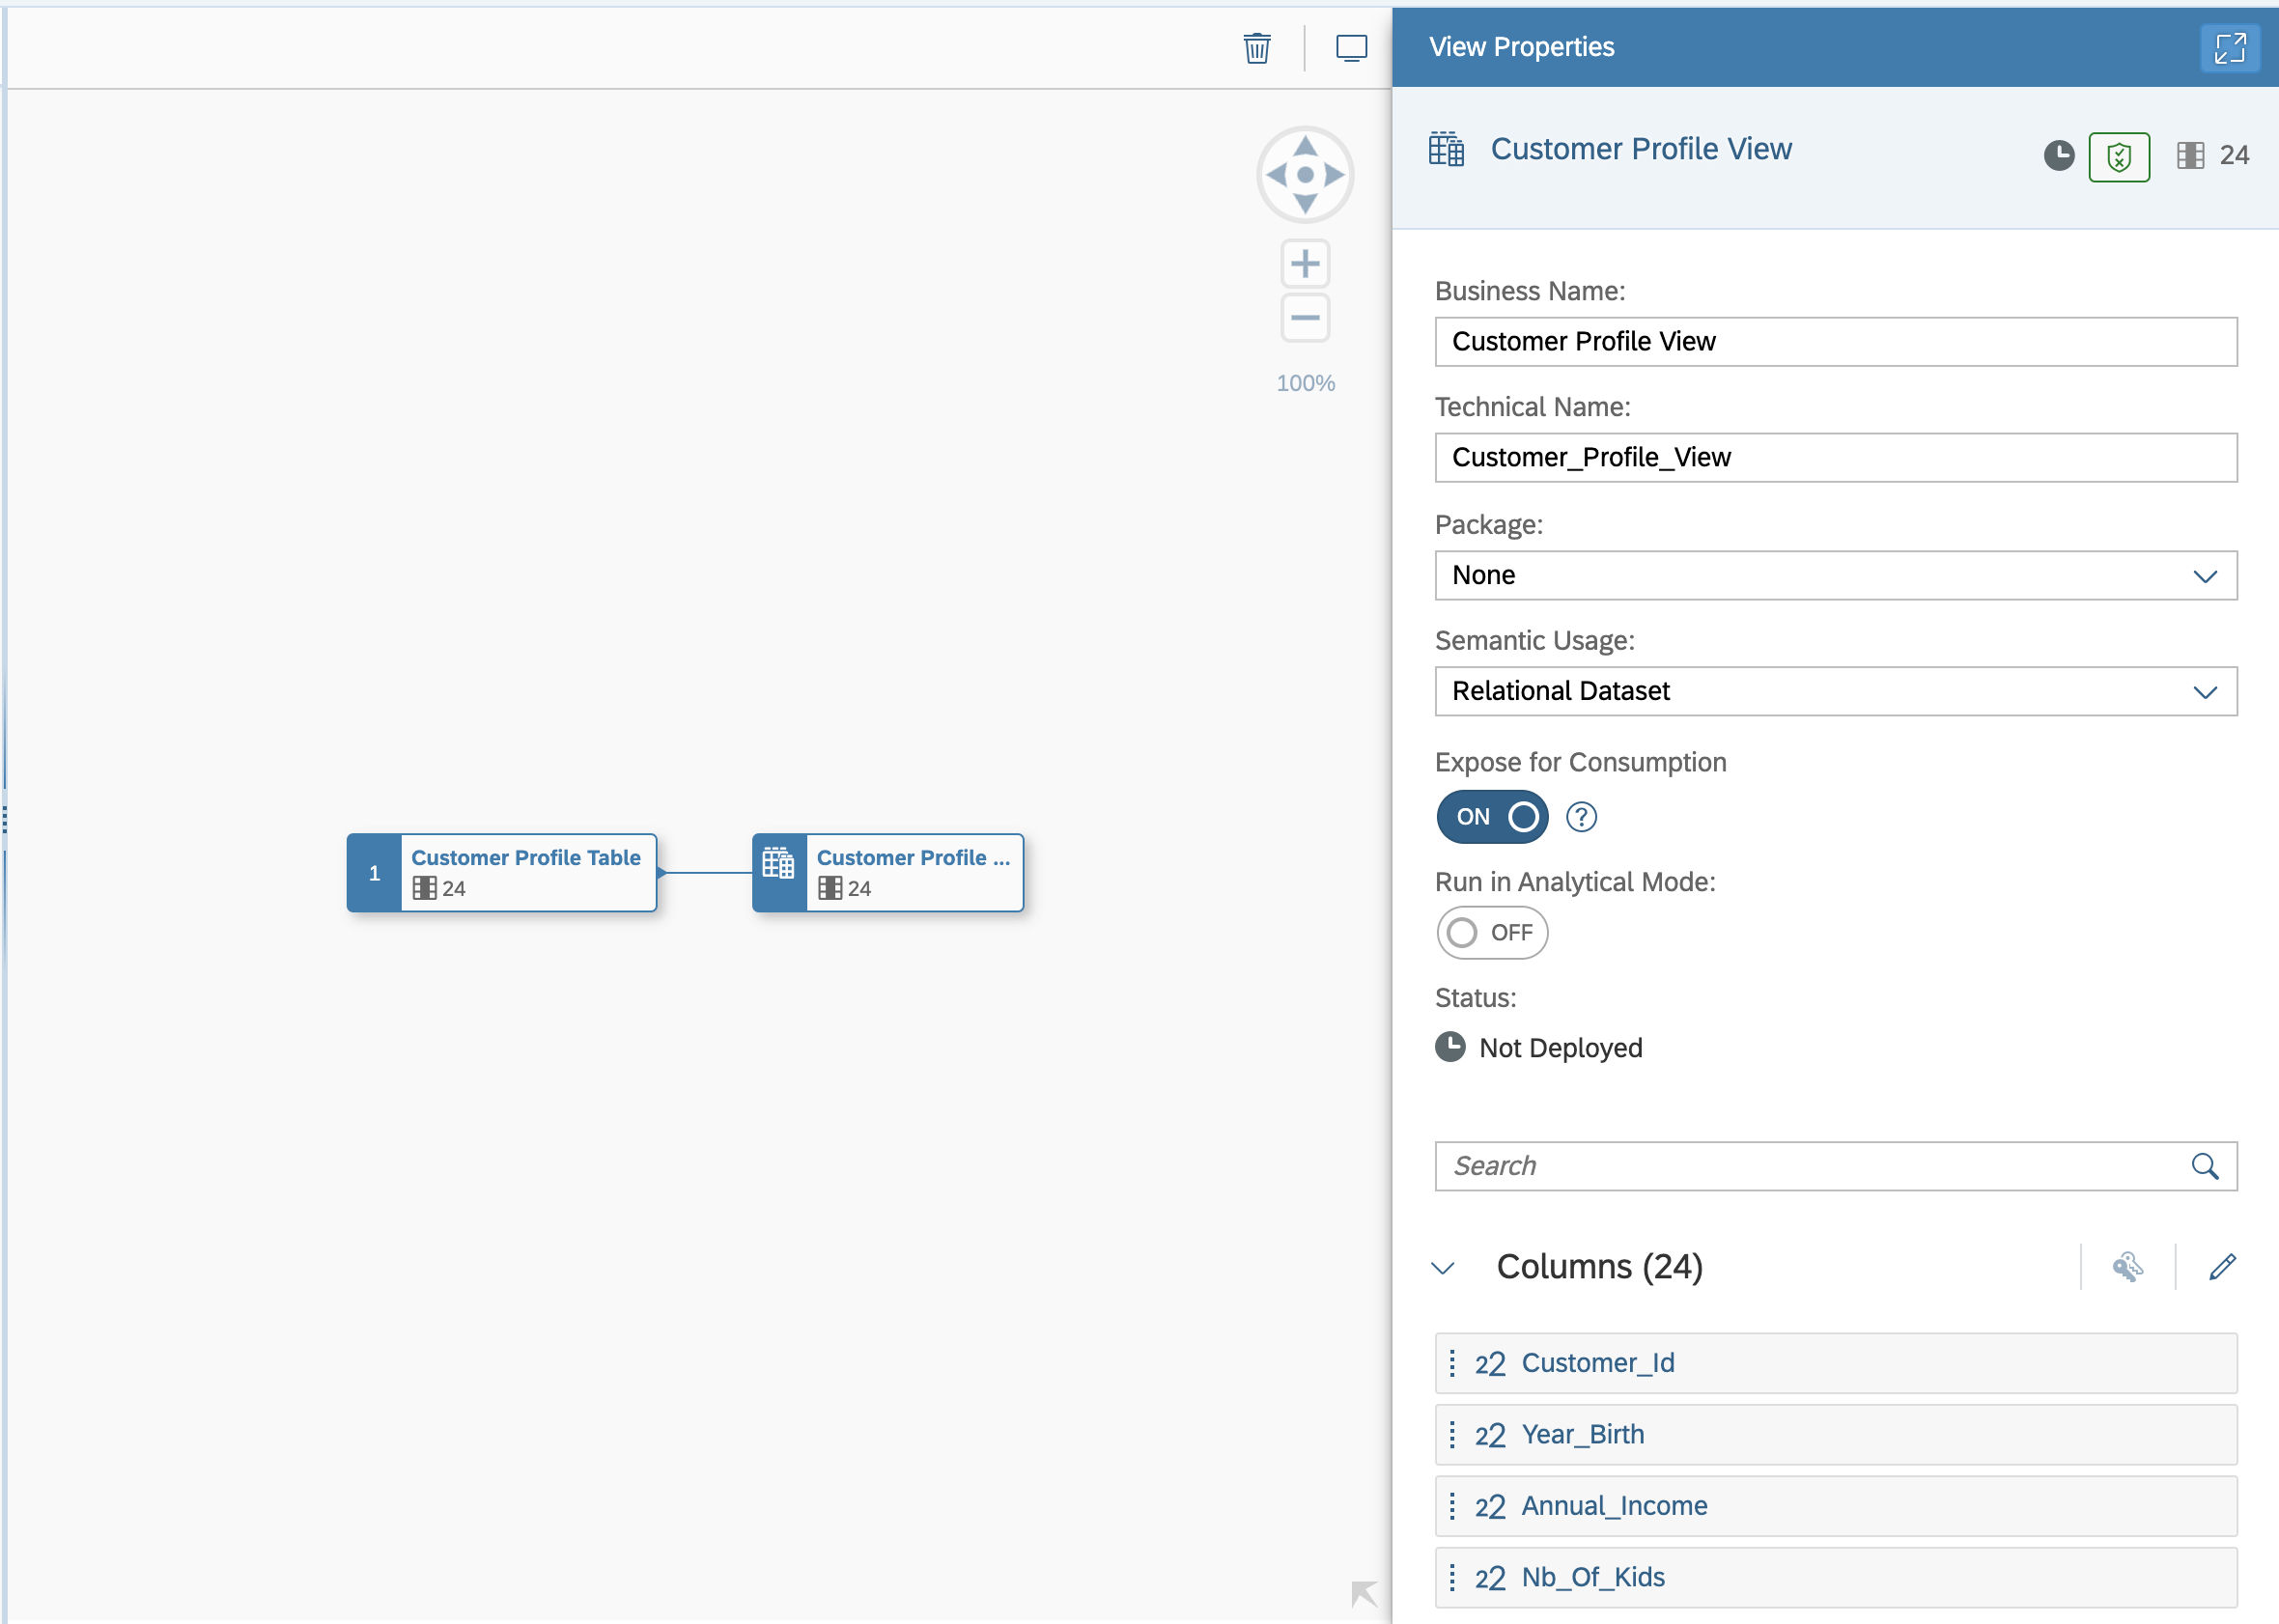 View Properties
Customer Profile View
24
100%
Business Name:
Customer Profile View
Technical Name:
Customer_Profile_View
Package:
None
Semantic Usage:
Relational Dataset
Expose for Consumption
ON
?
Run in Analytical Mode:
OFF
Status:
Not Deployed
1
Customer Profile Table
24
Customer Profile ...
24
Search
Columns (24)
22 Customer_Id
22 Year_Birth
22 Annual_Income
22 Nb_Of_Kids